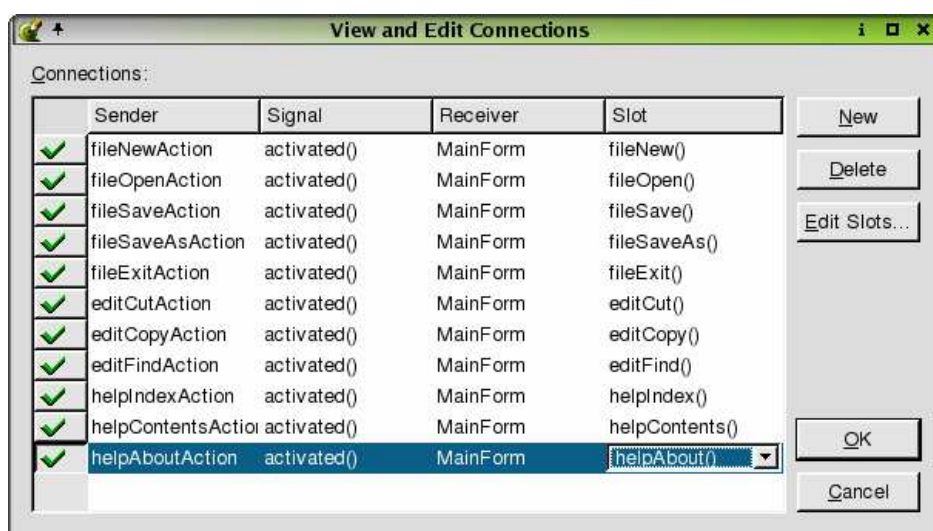 View and Edit Connections
Connections:
Sender Signal Receiver Slot
fileNewAction activated() MainForm fileNew()
fileOpenAction activated() MainForm fileOpen()
fileSaveAction activated() MainForm fileSave()
fileSaveAsAction activated() MainForm fileSaveAs()
fileExitAction activated() MainForm fileExit()
editCutAction activated() MainForm editCut()
editCopyAction activated() MainForm editCopy()
editFindAction activated() MainForm editFind()
helpIndexAction activated() MainForm helpIndex()
helpContentsActio activated() MainForm helpContents()
helpAboutAction activated() MainForm helpAbout()
New
Delete
Edit Slots...
OK
Cancel